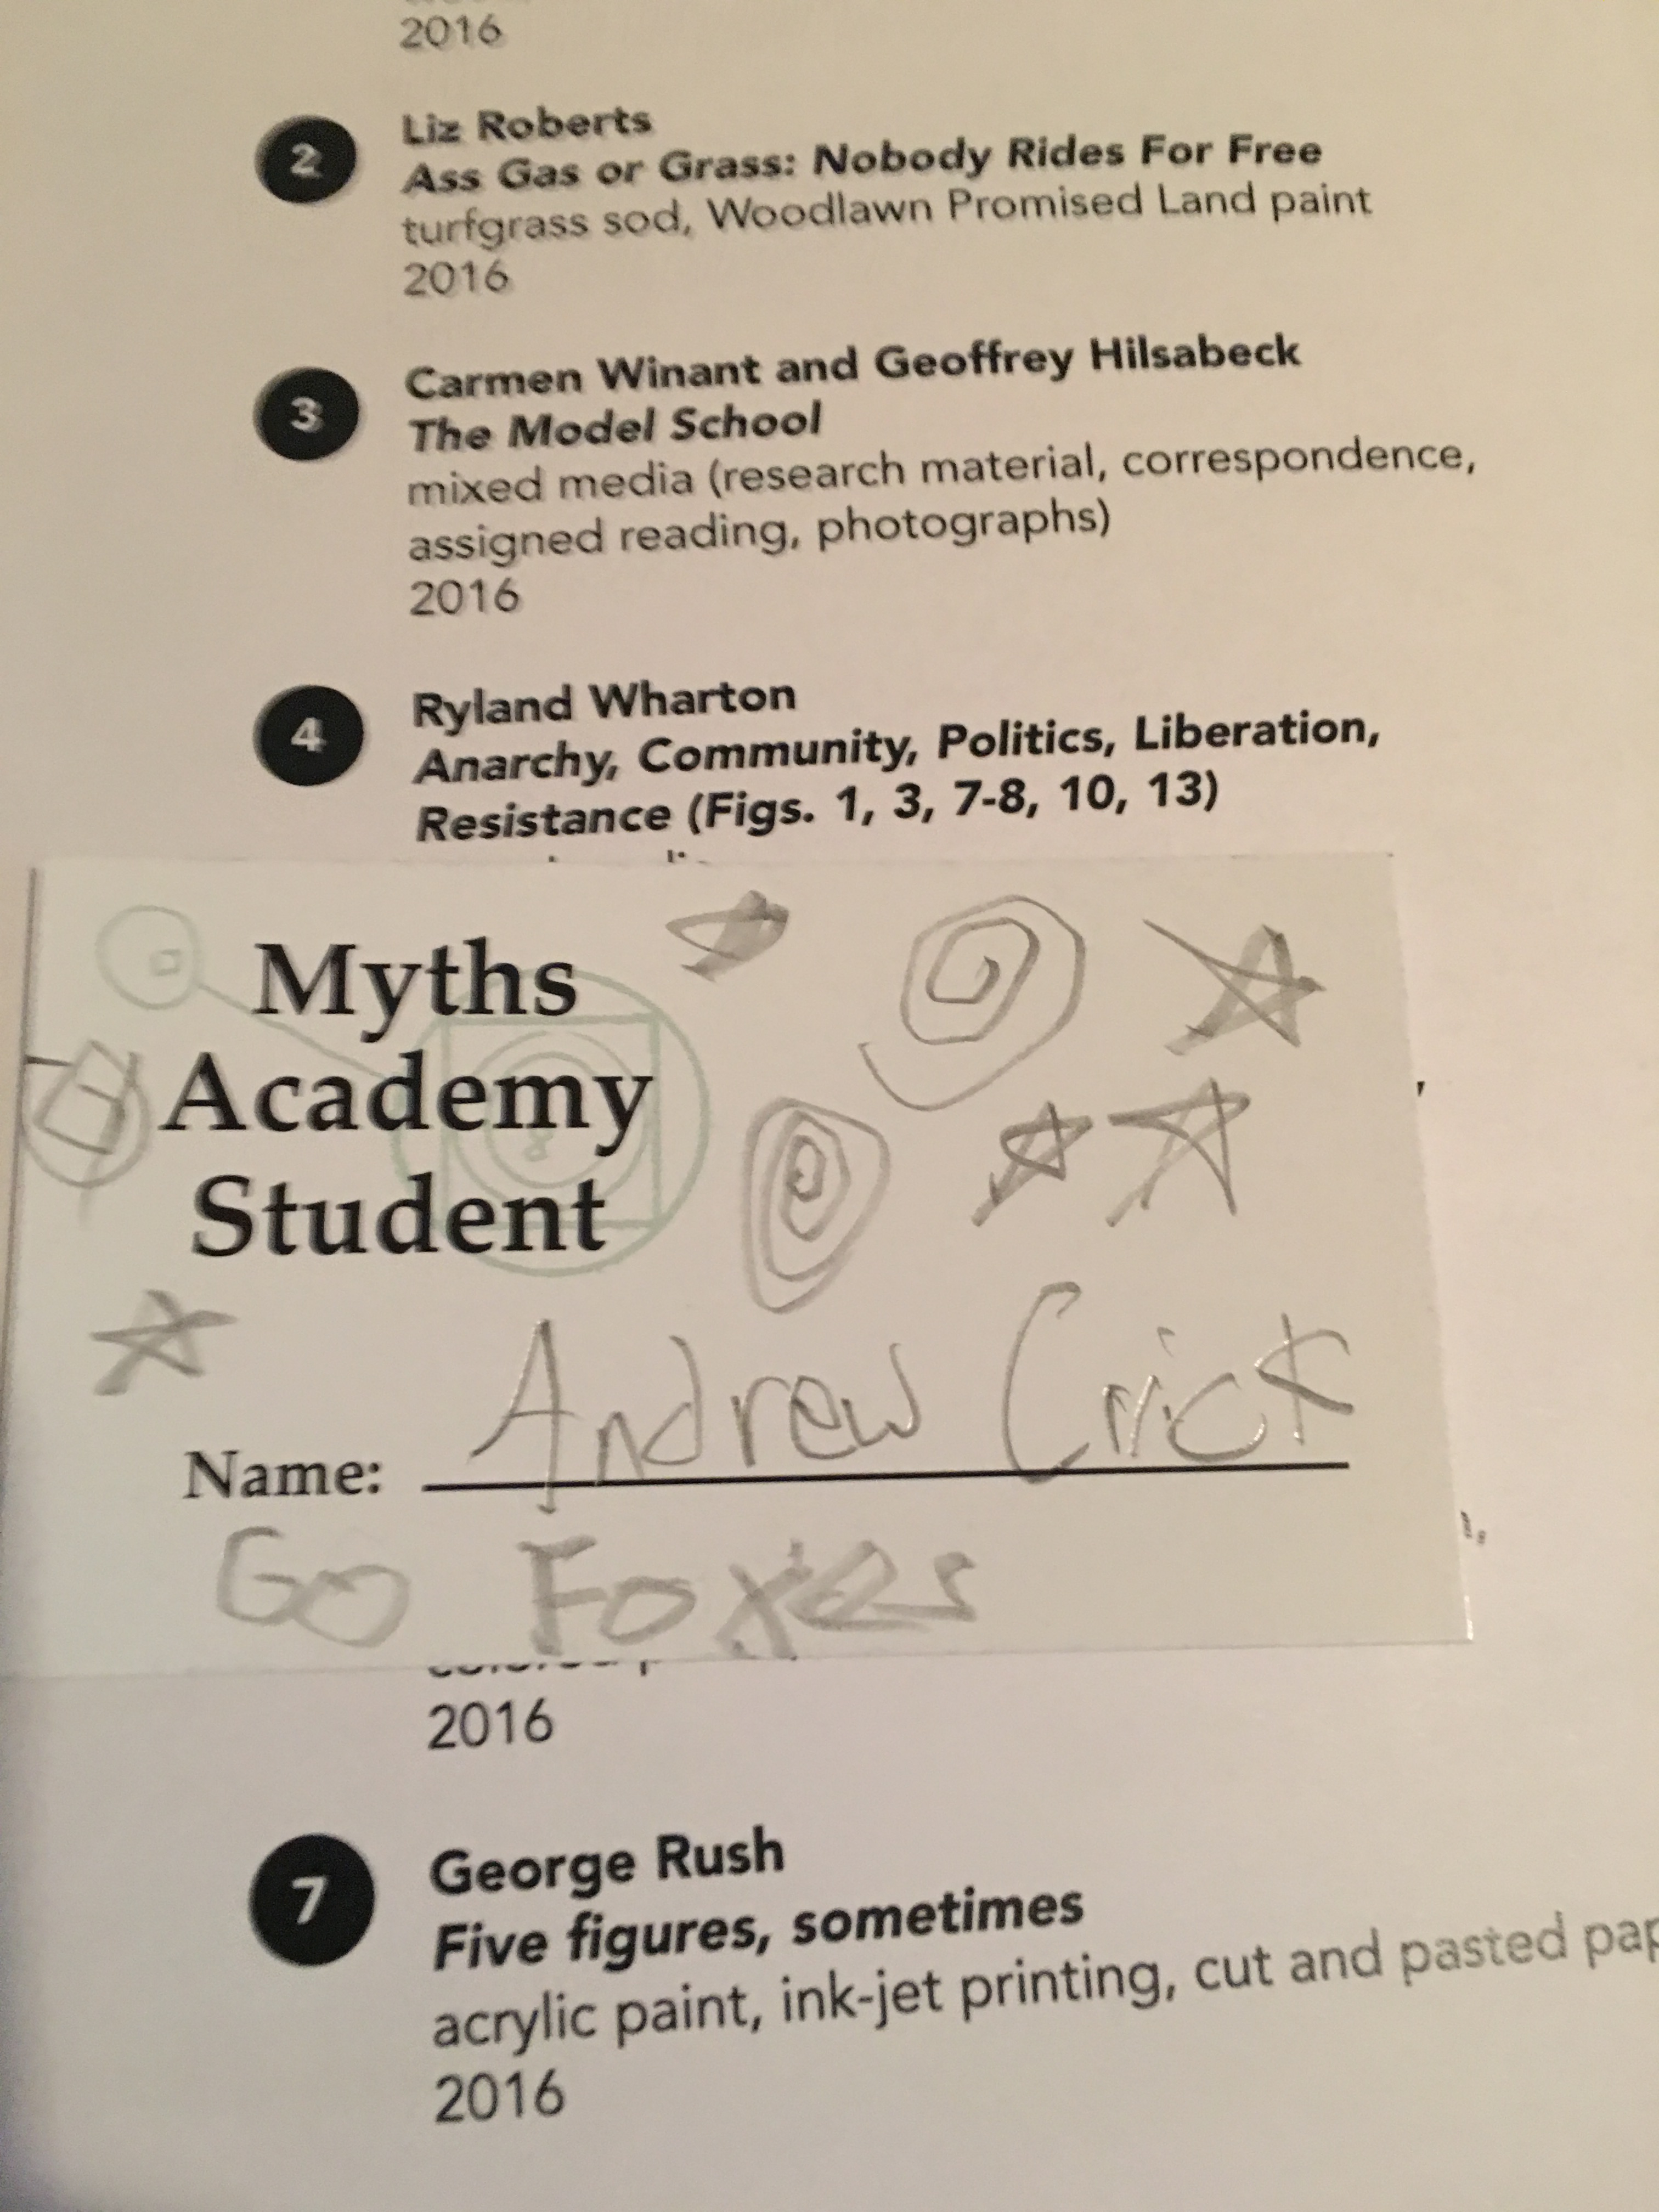 2016
2
Liz Roberts
Ass Gas or Grass: Nobody Rides For Free
turfgrass sod, Woodlawn Promised Land paint
2016
3
Carmen Winant and Geoffrey Hilsabeck
The Model School
mixed media (research material, correspondence,
assigned reading, photographs)
2016
4
Ryland Wharton
Anarchy, Community, Politics, Liberation,
Resistance (Figs. 1, 3, 7-8, 10, 13)
Myths
Academy
Student
Name: Andrew Crick
Go Foxes
2016
7
George Rush
Five figures, sometimes
acrylic paint, ink-jet printing, cut and pasted pap
2016